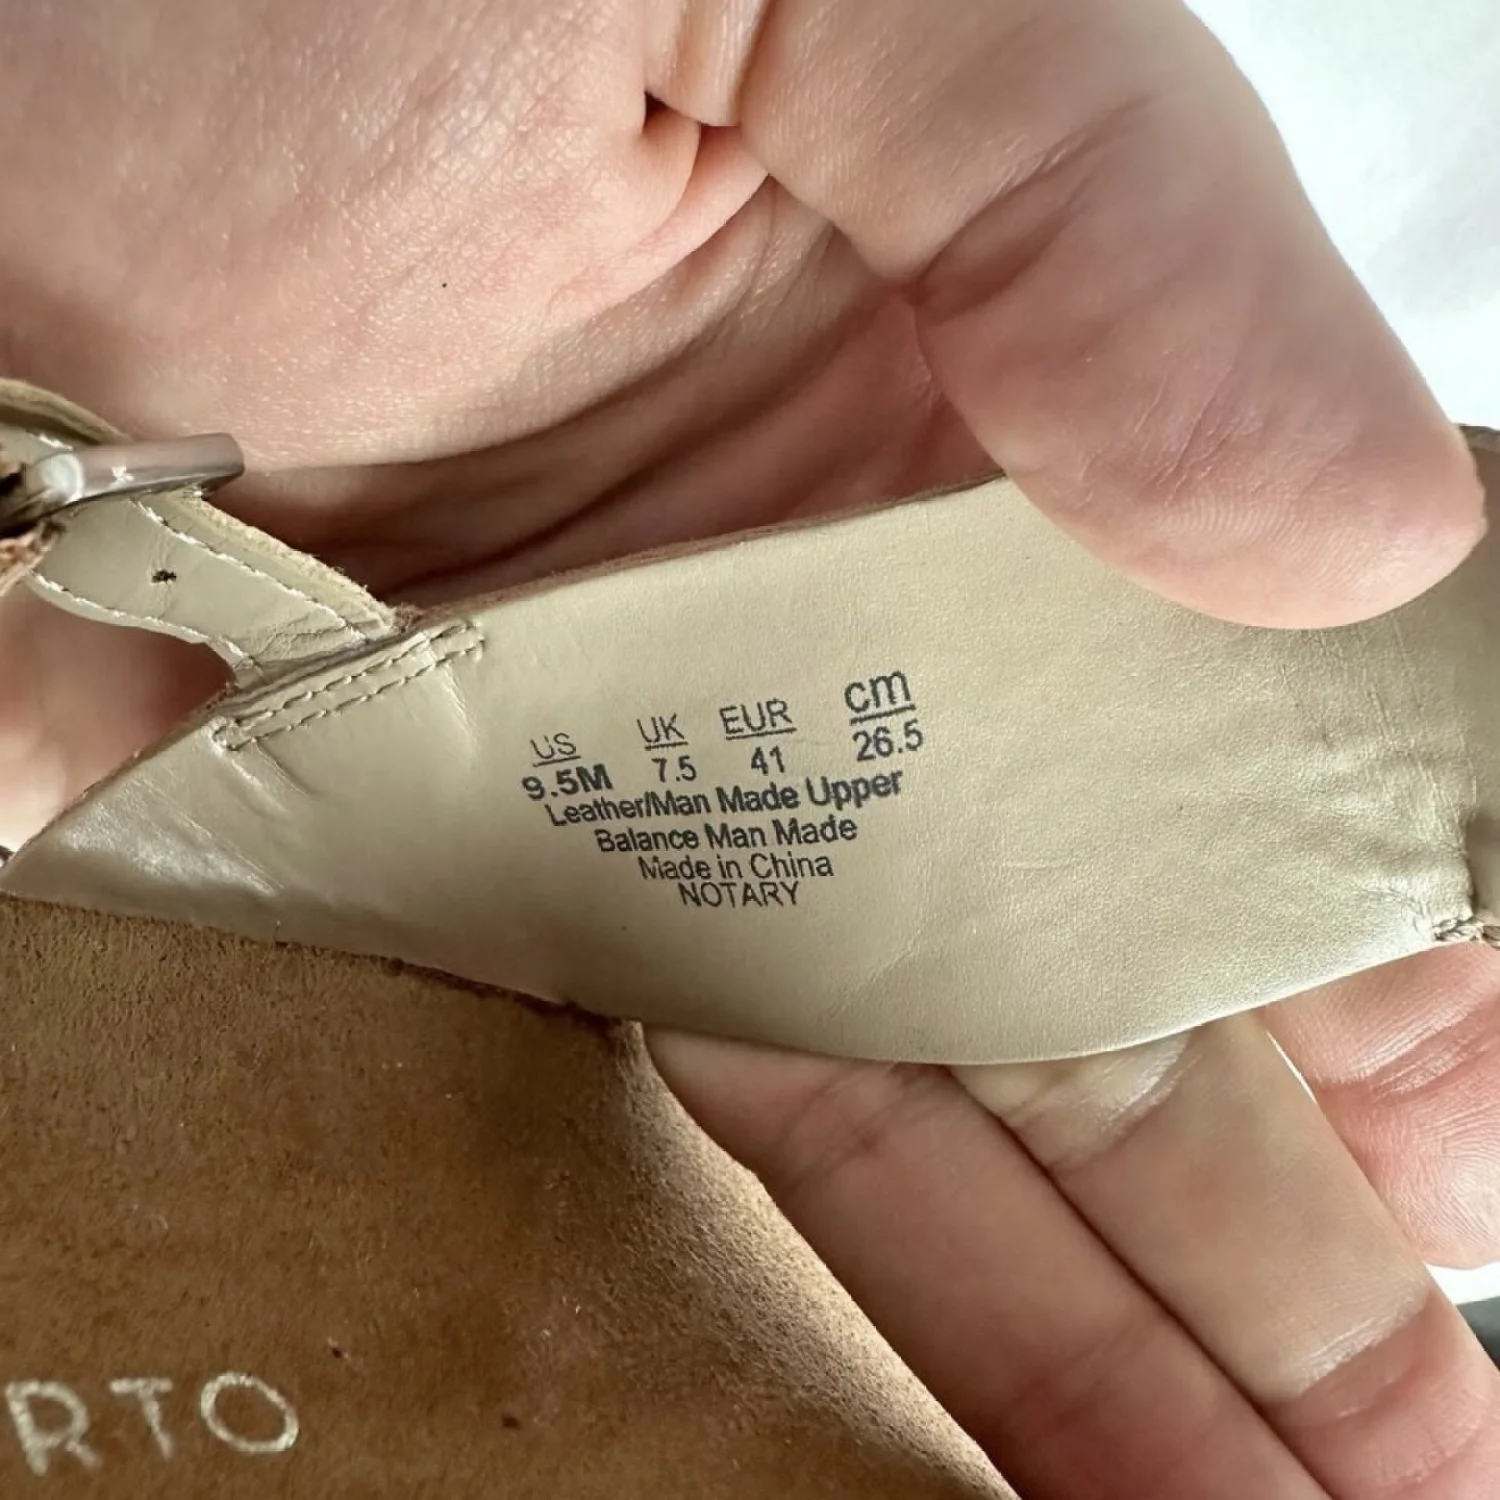 US UK EUR cm
9.5M 7.5 41 26.5
Leather/Man Made Upper
Balance Man Made
Made in China
NOTARY
RTO